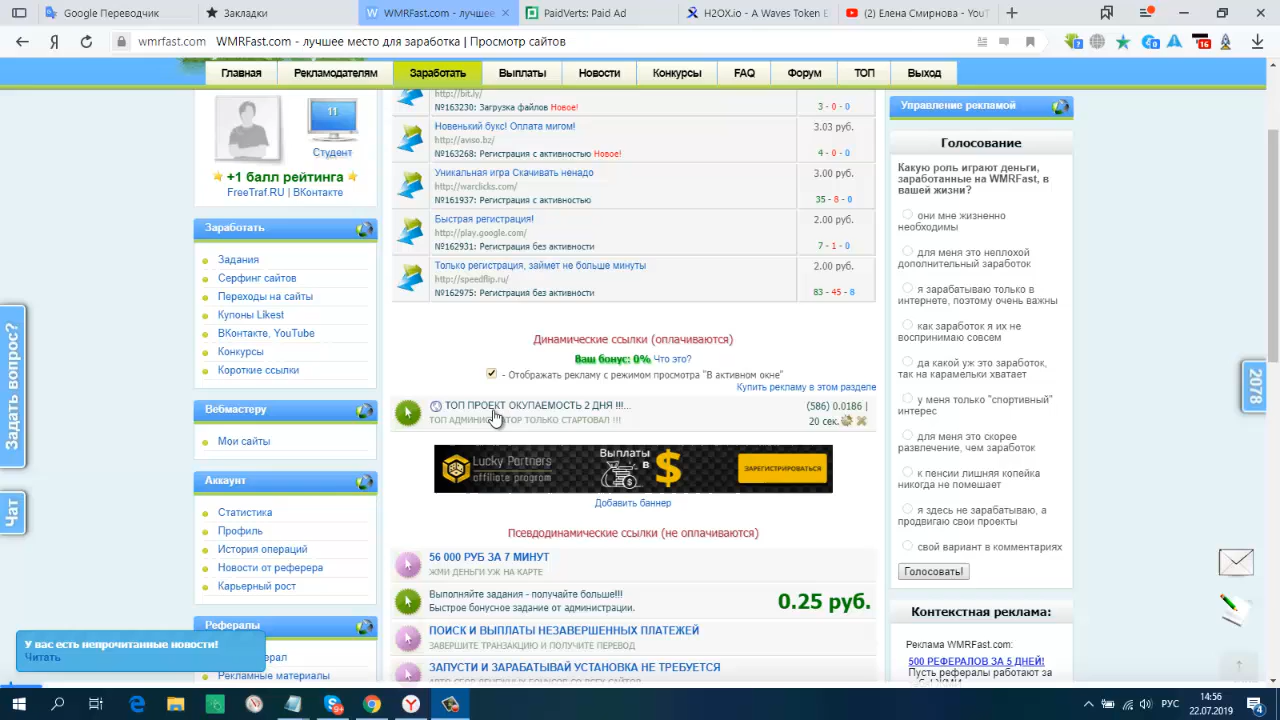 Google Переводчик
Закладки
WMRFast.com - лучшее
PaidVerts: Paid Ad
H2OX.io - A Waves Token E
(2) Елена Смирнова - YouT
wmrfast.com WMRFast.com - лучшее место для заработка | Просмотр сайтов
7
0
16
Главная
Рекламодателям
Заработать
Выплаты
Новости
Конкурсы
FAQ
Форум
ТОП
Выход
11
Студент
+1 балл рейтинга
FreeTraf.RU | ВКонтакте
Заработать
Задания
Серфинг сайтов
Переходы на сайты
Купоны Likest
ВКонтакте, YouTube
Конкурсы
Короткие ссылки
Вебмастеру
Мои сайты
Аккаунт
Статистика
Профиль
История операций
Новости от реферера
Карьерный рост
Рефералы
Рекламные материалы
У вас есть непрочитанные новости!
Читать
Задать вопрос?
Чат
http://bit.ly/
№163230: Загрузка файлов Новое!
3 - 0 - 0
Новенький букс! Оплата мигом!
3.03 руб.
http://aviso.bz/
№163268: Регистрация с активностью Новое!
4 - 0 - 0
Уникальная игра Скачивать ненадо
3.00 руб.
http://warclicks.com/
№161937: Регистрация с активностью
35 - 8 - 0
Быстрая регистрация!
2.00 руб.
http://play.google.com/
№162931: Регистрация без активности
7 - 1 - 0
Только регистрация, займет не больше минуты
2.00 руб.
http://speedflip.ru/
№162975: Регистрация без активности
83 - 45 - 8
Динамические ссылки (оплачиваются)
Ваш бонус: 0% Что это?
- Отображать рекламу с режимом просмотра "В активном окне"
Купить рекламу в этом разделе
ТОП ПРОЕКТ ОКУПАЕМОСТЬ 2 ДНЯ !!!...
(586) 0.0186 |
20 сек.
ТОЛЬКО СТАРТОВАЛ !!!
Lucky Partners
affiliate program
Выплаты
в $
ЗАРЕГИСТРИРОВАТЬСЯ
Добавить баннер
Псевдодинамические ссылки (не оплачиваются)
56 000 РУБ ЗА 7 МИНУТ
ЖМИ ДЕНЬГИ УЖ НА КАРТЕ
Выполняйте задания - получайте больше!!!
Быстрое бонусное задание от администрации.
0.25 руб.
ПОИСК И ВЫПЛАТЫ НЕЗАВЕРШЕННЫХ ПЛАТЕЖЕЙ
ЗАВЕРШИТЕ ТРАНЗАКЦИЮ И ПОЛУЧИТЕ ПЕРЕВОД
ЗАПУСТИ И ЗАРАБАТЫВАЙ УСТАНОВКА НЕ ТРЕБУЕТСЯ
Управление рекламой
Голосование
Какую роль играют деньги,
заработанные на WMRFast, в
вашей жизни?
они мне жизненно
необходимы
для меня это неплохой
дополнительный заработок
я зарабатываю только в
интернете, поэтому очень важны
как заработок я их не
воспринимаю совсем
да какой уж это заработок,
так на карамельки хватает
у меня только "спортивный"
интерес
для меня это скорее
развлечение, чем заработок
к пенсии лишняя копейка
никогда не помешает
я здесь не зарабатываю, а
продвигаю свои проекты
свой вариант в комментариях
Голосовать!
Контекстная реклама:
Реклама WMRFast.com:
500 РЕФЕРАЛОВ ЗА 5 ДНЕЙ!
Пусть рефералы работают за
2078
РУС
14:56
22.07.2019
4